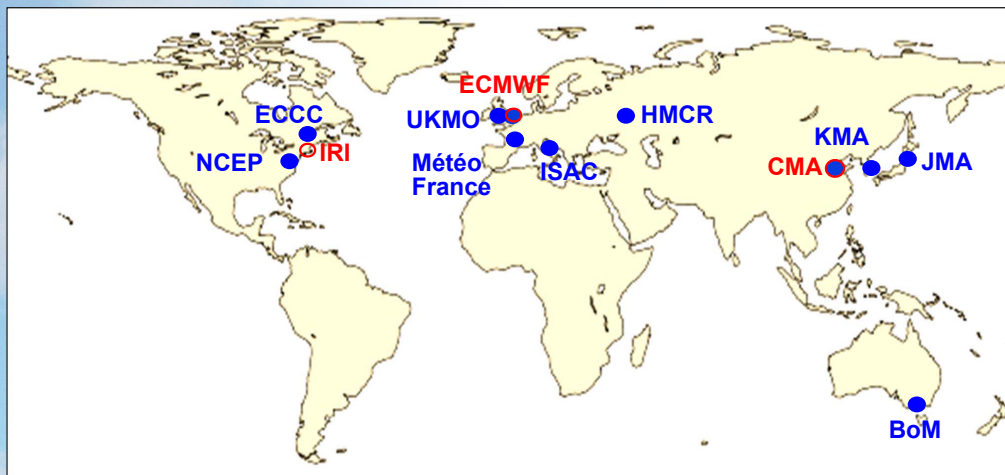 ECMWF
ECCC
UKMO
HMCR
KMA
IRI
NCEP
Météo
France
ISAC
CMA
JMA
BoM